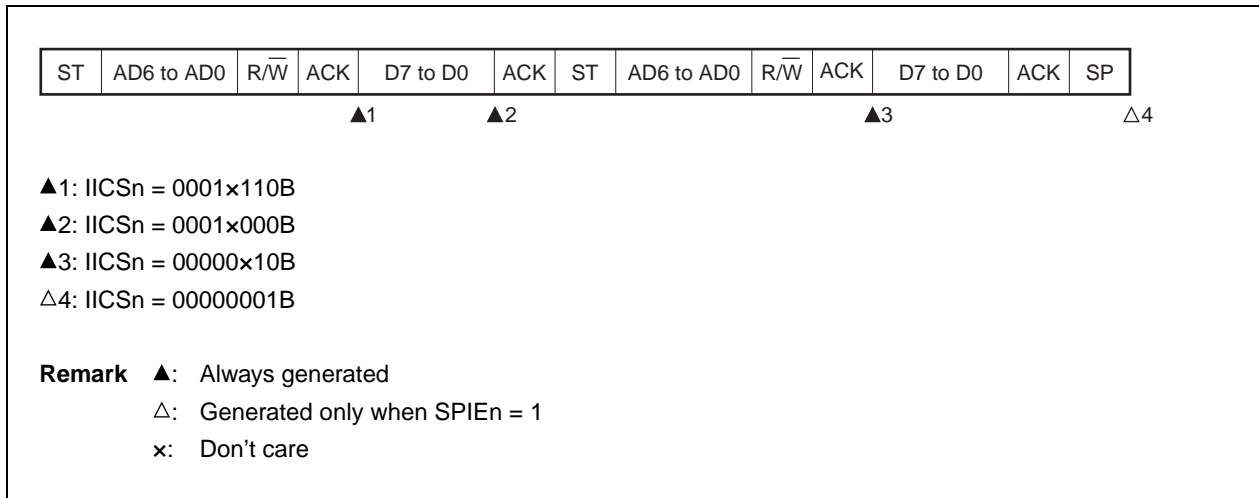 ST AD6 to AD0 R/W̅ ACK D7 to D0 ACK ST AD6 to AD0 R/W̅ ACK D7 to D0 ACK SP
▲1 ▲2 ▲3 △4
▲1: IICSn = 0001×110B
▲2: IICSn = 0001×000B
▲3: IICSn = 00000×10B
△4: IICSn = 00000001B
Remark ▲: Always generated
△: Generated only when SPIEn = 1
×: Don't care